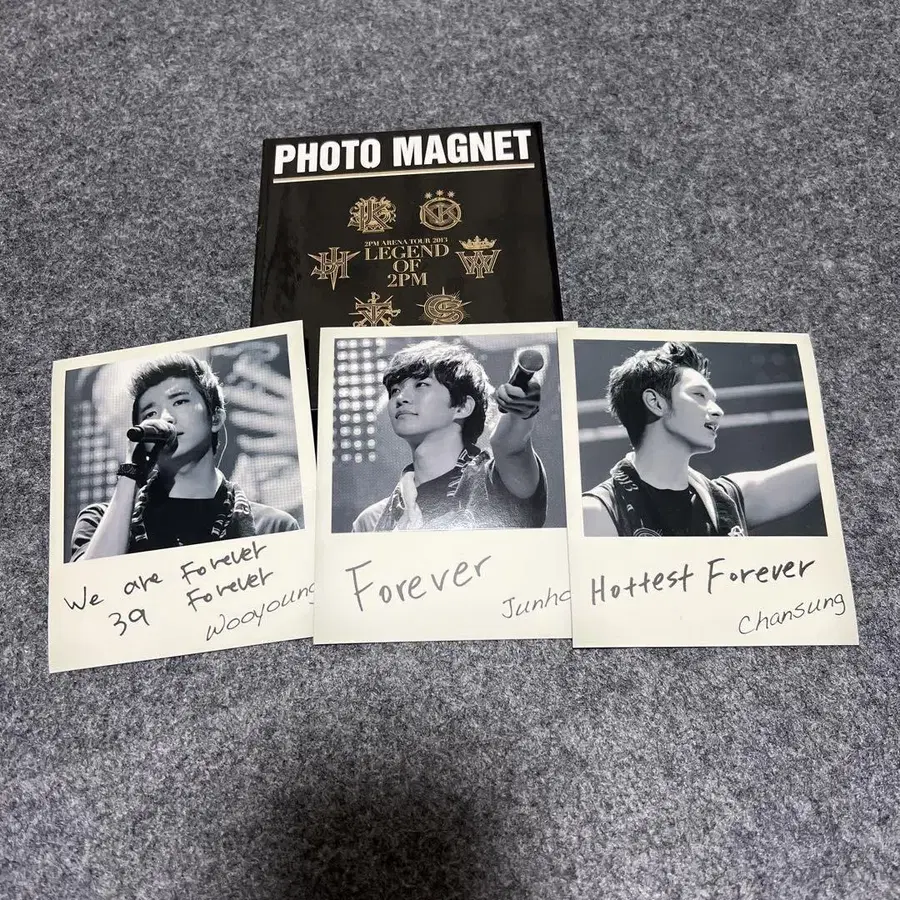 PHOTO MAGNET
2PM ARENA TOUR 2013
LEGEND
OF
2PM
We are Forever
39 Forever
Wooyoung
Forever
Junho
Hottest Forever
Chansung